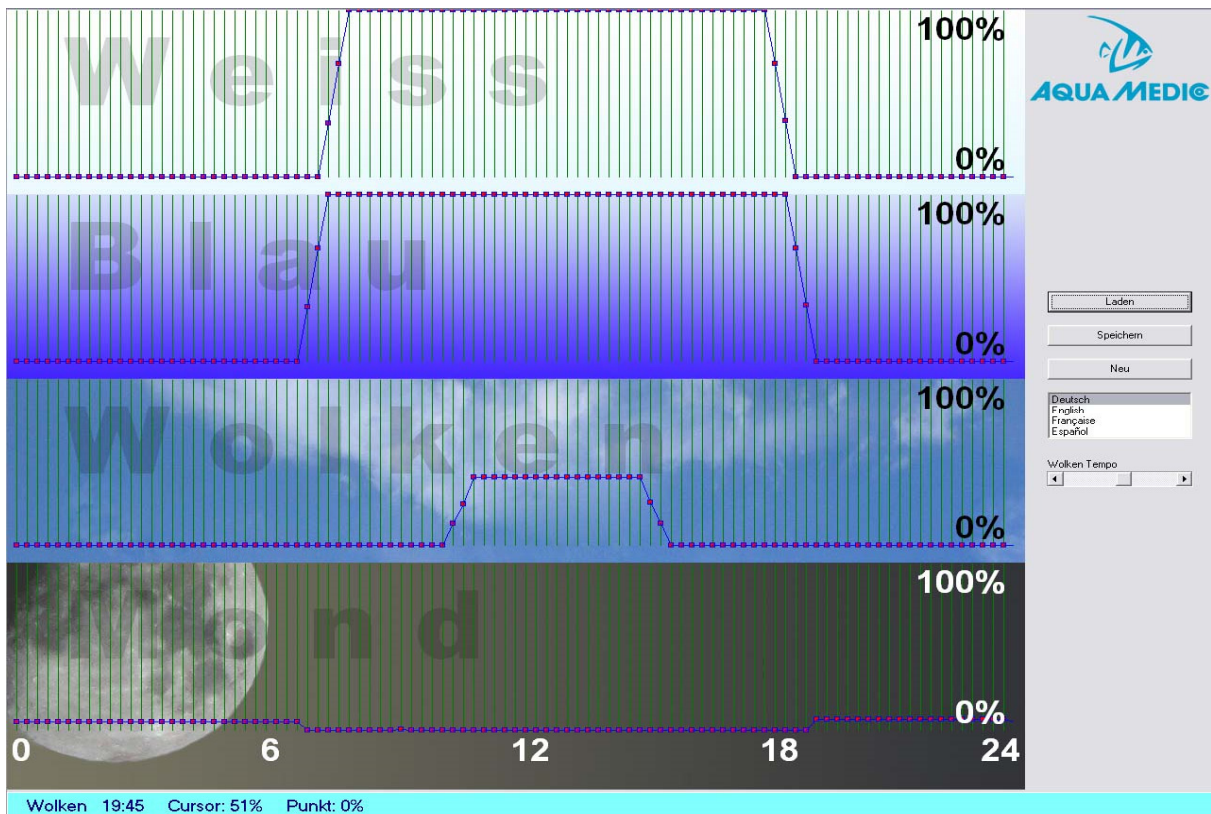 100%
Weiss
0%
AQUA MEDIC
100%
Blau
0%
Laden
Speichern
Neu
100%
Wolken
0%
Deutsch
English
Française
Español
Wolken Tempo
100%
Mond
0%
0 6 12 18 24
Wolken 19:45 Cursor: 51% Punkt: 0%